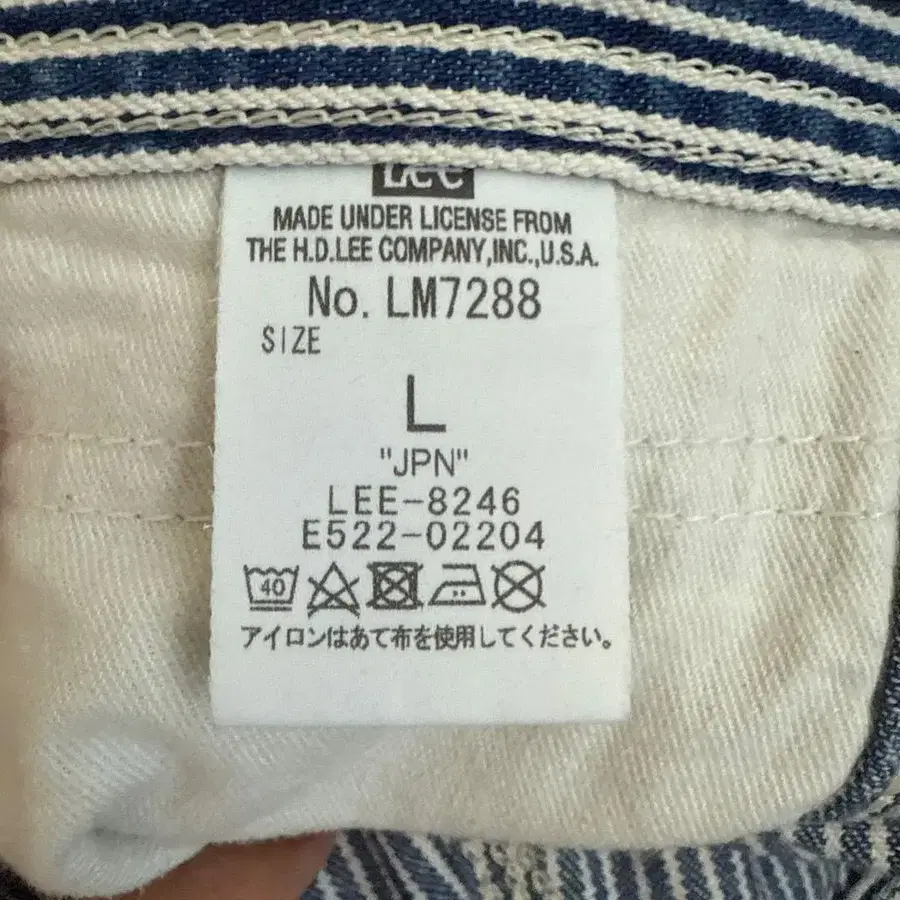 Lee
MADE UNDER LICENSE FROM
THE H.D.LEE COMPANY,INC.,U.S.A.
No. LM7288
SIZE
L
"JPN"
LEE-8246
E522-02204
40
アイロンはあて布を使用してください。